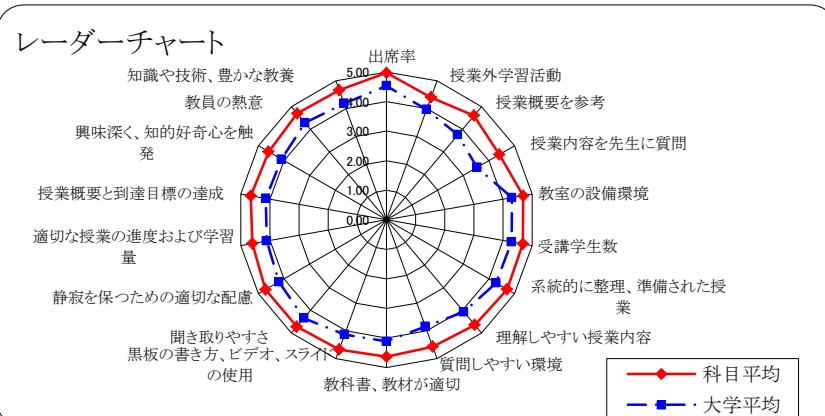 レーダーチャート
出席率
授業外学習活動
授業概要を参考
授業内容を先生に質問
教室の設備環境
受講学生数
系統的に整理、準備された授
業
理解しやすい授業内容
質問しやすい環境
教科書、教材が適切
黒板の書き方、ビデオ、スライド
の使用
聞き取りやすさ
静寂を保つための適切な配慮
適切な授業の進度および学習
量
授業概要と到達目標の達成
興味深く、知的好奇心を触
発
教員の熱意
知識や技術、豊かな教養
5.00
4.00
3.00
2.00
1.00
0.00
科目平均
大学平均